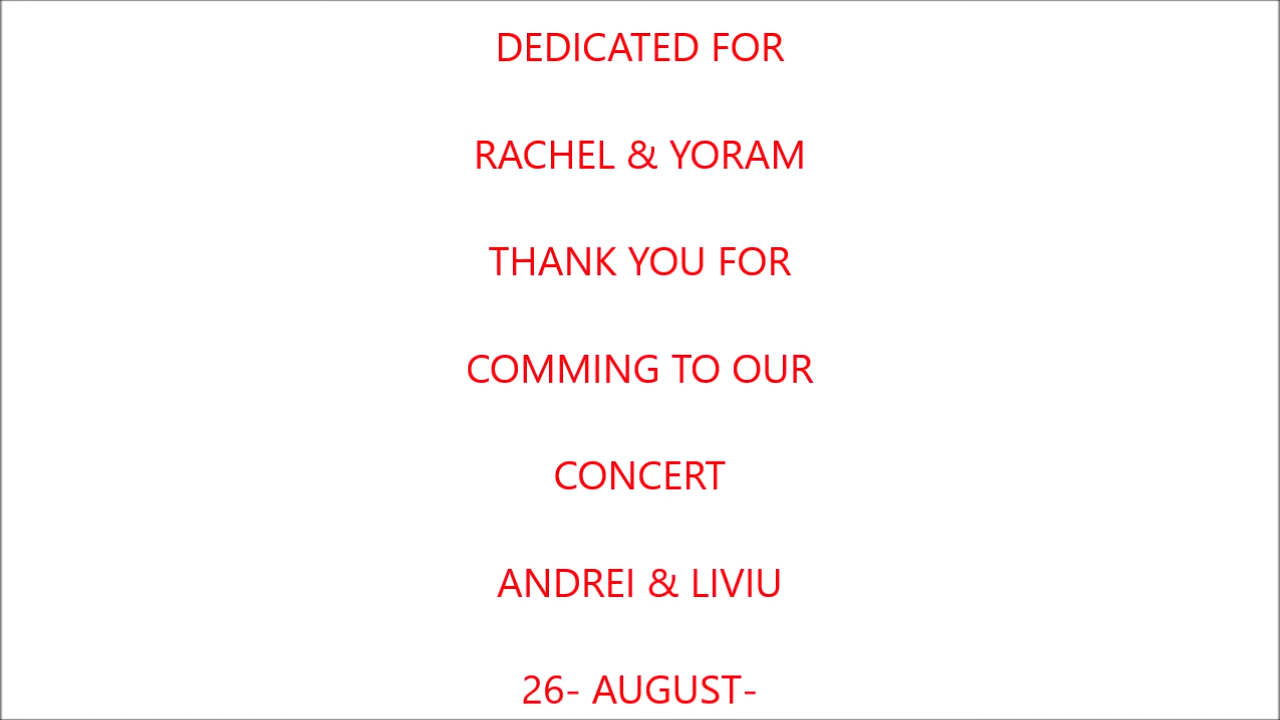 DEDICATED FOR
RACHEL & YORAM
THANK YOU FOR
COMMING TO OUR
CONCERT
ANDREI & LIVIU
26- AUGUST-